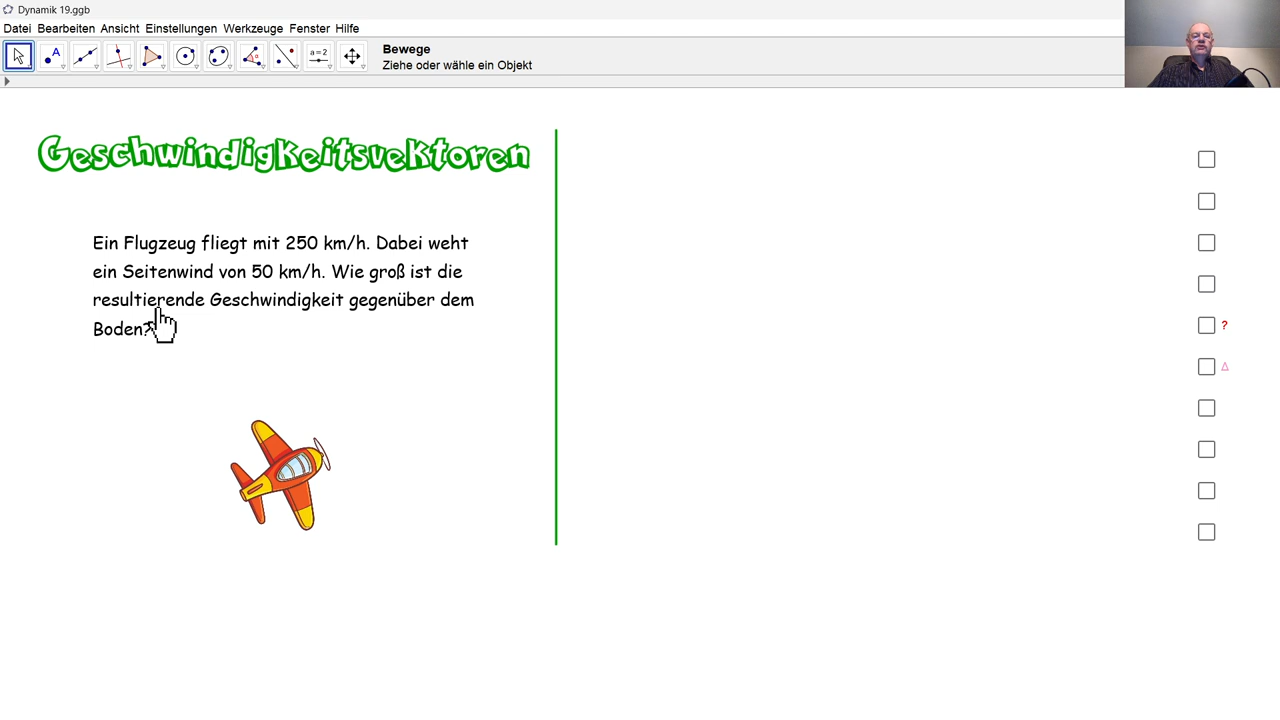 Dynamik 19.ggb
Datei Bearbeiten Ansicht Einstellungen Werkzeuge Fenster Hilfe
A
a=2
Bewege
Ziehe oder wähle ein Objekt
Geschwindigkeitsvektoren
Ein Flugzeug fliegt mit 250 km/h. Dabei weht
ein Seitenwind von 50 km/h. Wie groß ist die
resultierende Geschwindigkeit gegenüber dem
Boden?
?
Δ